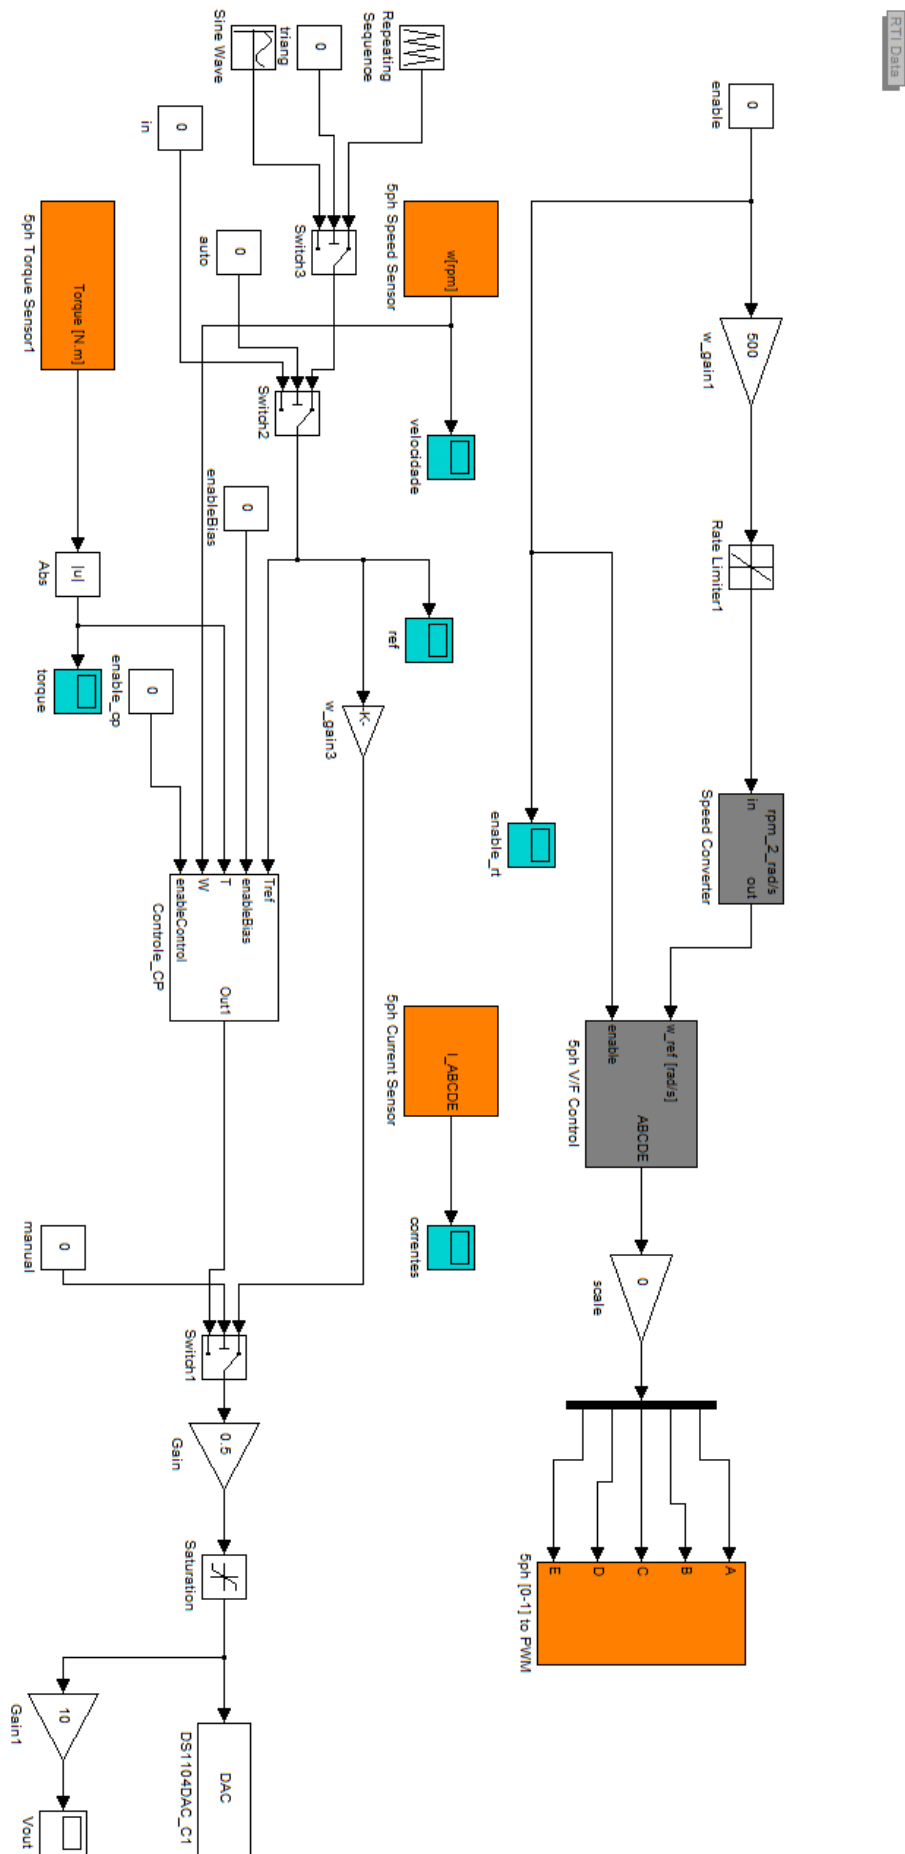 RTI Data
0
enable
500
w_gain1
Rate Limiter1
rpm_2_rad/s
in
out
Speed Converter
w_ref [rad/s]
enable
ABCDE
5ph V/F Control
0
scale
A
B
C
D
E
5ph [0-1] to PWM
enable_rt
Repeating
Sequence
0
triang
Sine Wave
Switch3
w[rpm]
5ph Speed Sensor
velocidade
0
in
0
auto
Switch2
ref
-K-
w_gain3
I_ABCDE
5ph Current Sensor
correntes
0
enableBias
Torque [N.m]
5ph Torque Sensor1
|u|
Abs
torque
0
enable_cp
Tref
enableBias
T
W
enableControl
Out1
Controle_CP
0
manual
Switch1
0.5
Gain
Saturation
DAC
DS1104DAC_C1
10
Gain1
Vout